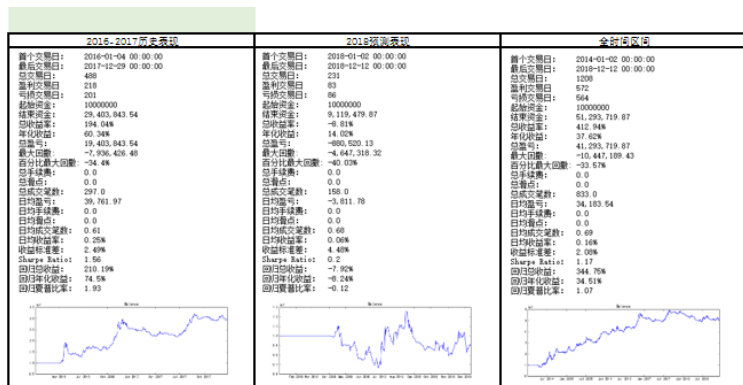 2016-2017历史表现
首个交易日: 2016-01-04 00:00:00
最后交易日: 2017-12-29 00:00:00
总交易日: 488
盈利交易日 218
亏损交易日: 201
起始资金: 10000000
结束资金: 29,403,843.54
总收益率: 194.04%
年化收益: 60.34%
总盈亏: 19,403,843.54
最大回撤: -7,936,426.48
百分比最大回撤: -34.4%
总手续费: 0.0
总滑点: 0.0
总成交笔数: 297.0
日均盈亏: 39,761.97
日均手续费: 0.0
日均滑点: 0.0
日均成交笔数: 0.61
日均收益率: 0.25%
收益标准差: 2.49%
Sharpe Ratio: 1.56
回归总收益: 210.19%
回归年化收益: 74.5%
回归夏普比率: 1.93
Balance
2018预测表现
首个交易日: 2018-01-02 00:00:00
最后交易日: 2018-12-12 00:00:00
总交易日: 231
盈利交易日 83
亏损交易日: 86
起始资金: 10000000
结束资金: 9,119,479.87
总收益率: -8.81%
年化收益: 14.02%
总盈亏: -880,520.13
最大回撤: -4,647,318.32
百分比最大回撤: -40.03%
总手续费: 0.0
总滑点: 0.0
总成交笔数: 158.0
日均盈亏: -3,811.78
日均手续费: 0.0
日均滑点: 0.0
日均成交笔数: 0.68
日均收益率: 0.06%
收益标准差: 4.48%
Sharpe Ratio: 0.2
回归总收益: -7.92%
回归年化收益: -8.24%
回归夏普比率: -0.12
Balance
全时间区间
首个交易日: 2014-01-02 00:00:00
最后交易日: 2018-12-12 00:00:00
总交易日: 1208
盈利交易日 572
亏损交易日: 564
起始资金: 10000000
结束资金: 51,293,719.87
总收益率: 412.94%
年化收益: 37.62%
总盈亏: 41,293,719.87
最大回撤: -10,447,189.43
百分比最大回撤: -33.57%
总手续费: 0.0
总滑点: 0.0
总成交笔数: 833.0
日均盈亏: 34,183.54
日均手续费: 0.0
日均滑点: 0.0
日均成交笔数: 0.69
日均收益率: 0.16%
收益标准差: 2.08%
Sharpe Ratio: 1.17
回归总收益: 344.75%
回归年化收益: 34.51%
回归夏普比率: 1.07
Balance